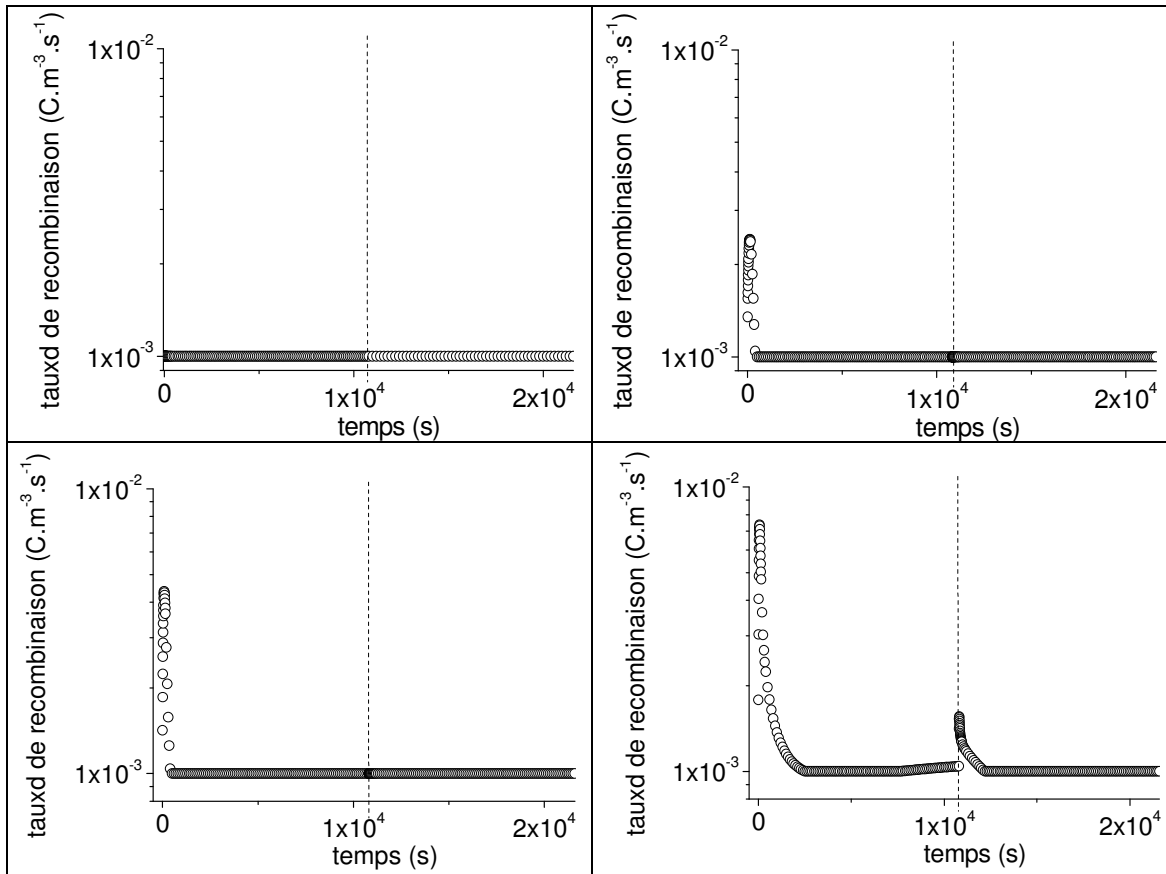 tauxd de recombinaison (C.m⁻³.s⁻¹)
1x10⁻²
1x10⁻³
0
1x10⁴
2x10⁴
temps (s)
tauxd de recombinaison (C.m⁻³.s⁻¹)
1x10⁻²
1x10⁻³
0
1x10⁴
2x10⁴
temps (s)
tauxd de recombinaison (C.m⁻³.s⁻¹)
1x10⁻²
1x10⁻³
0
1x10⁴
2x10⁴
temps (s)
tauxd de recombinaison (C.m⁻³.s⁻¹)
1x10⁻²
1x10⁻³
0
1x10⁴
2x10⁴
temps (s)